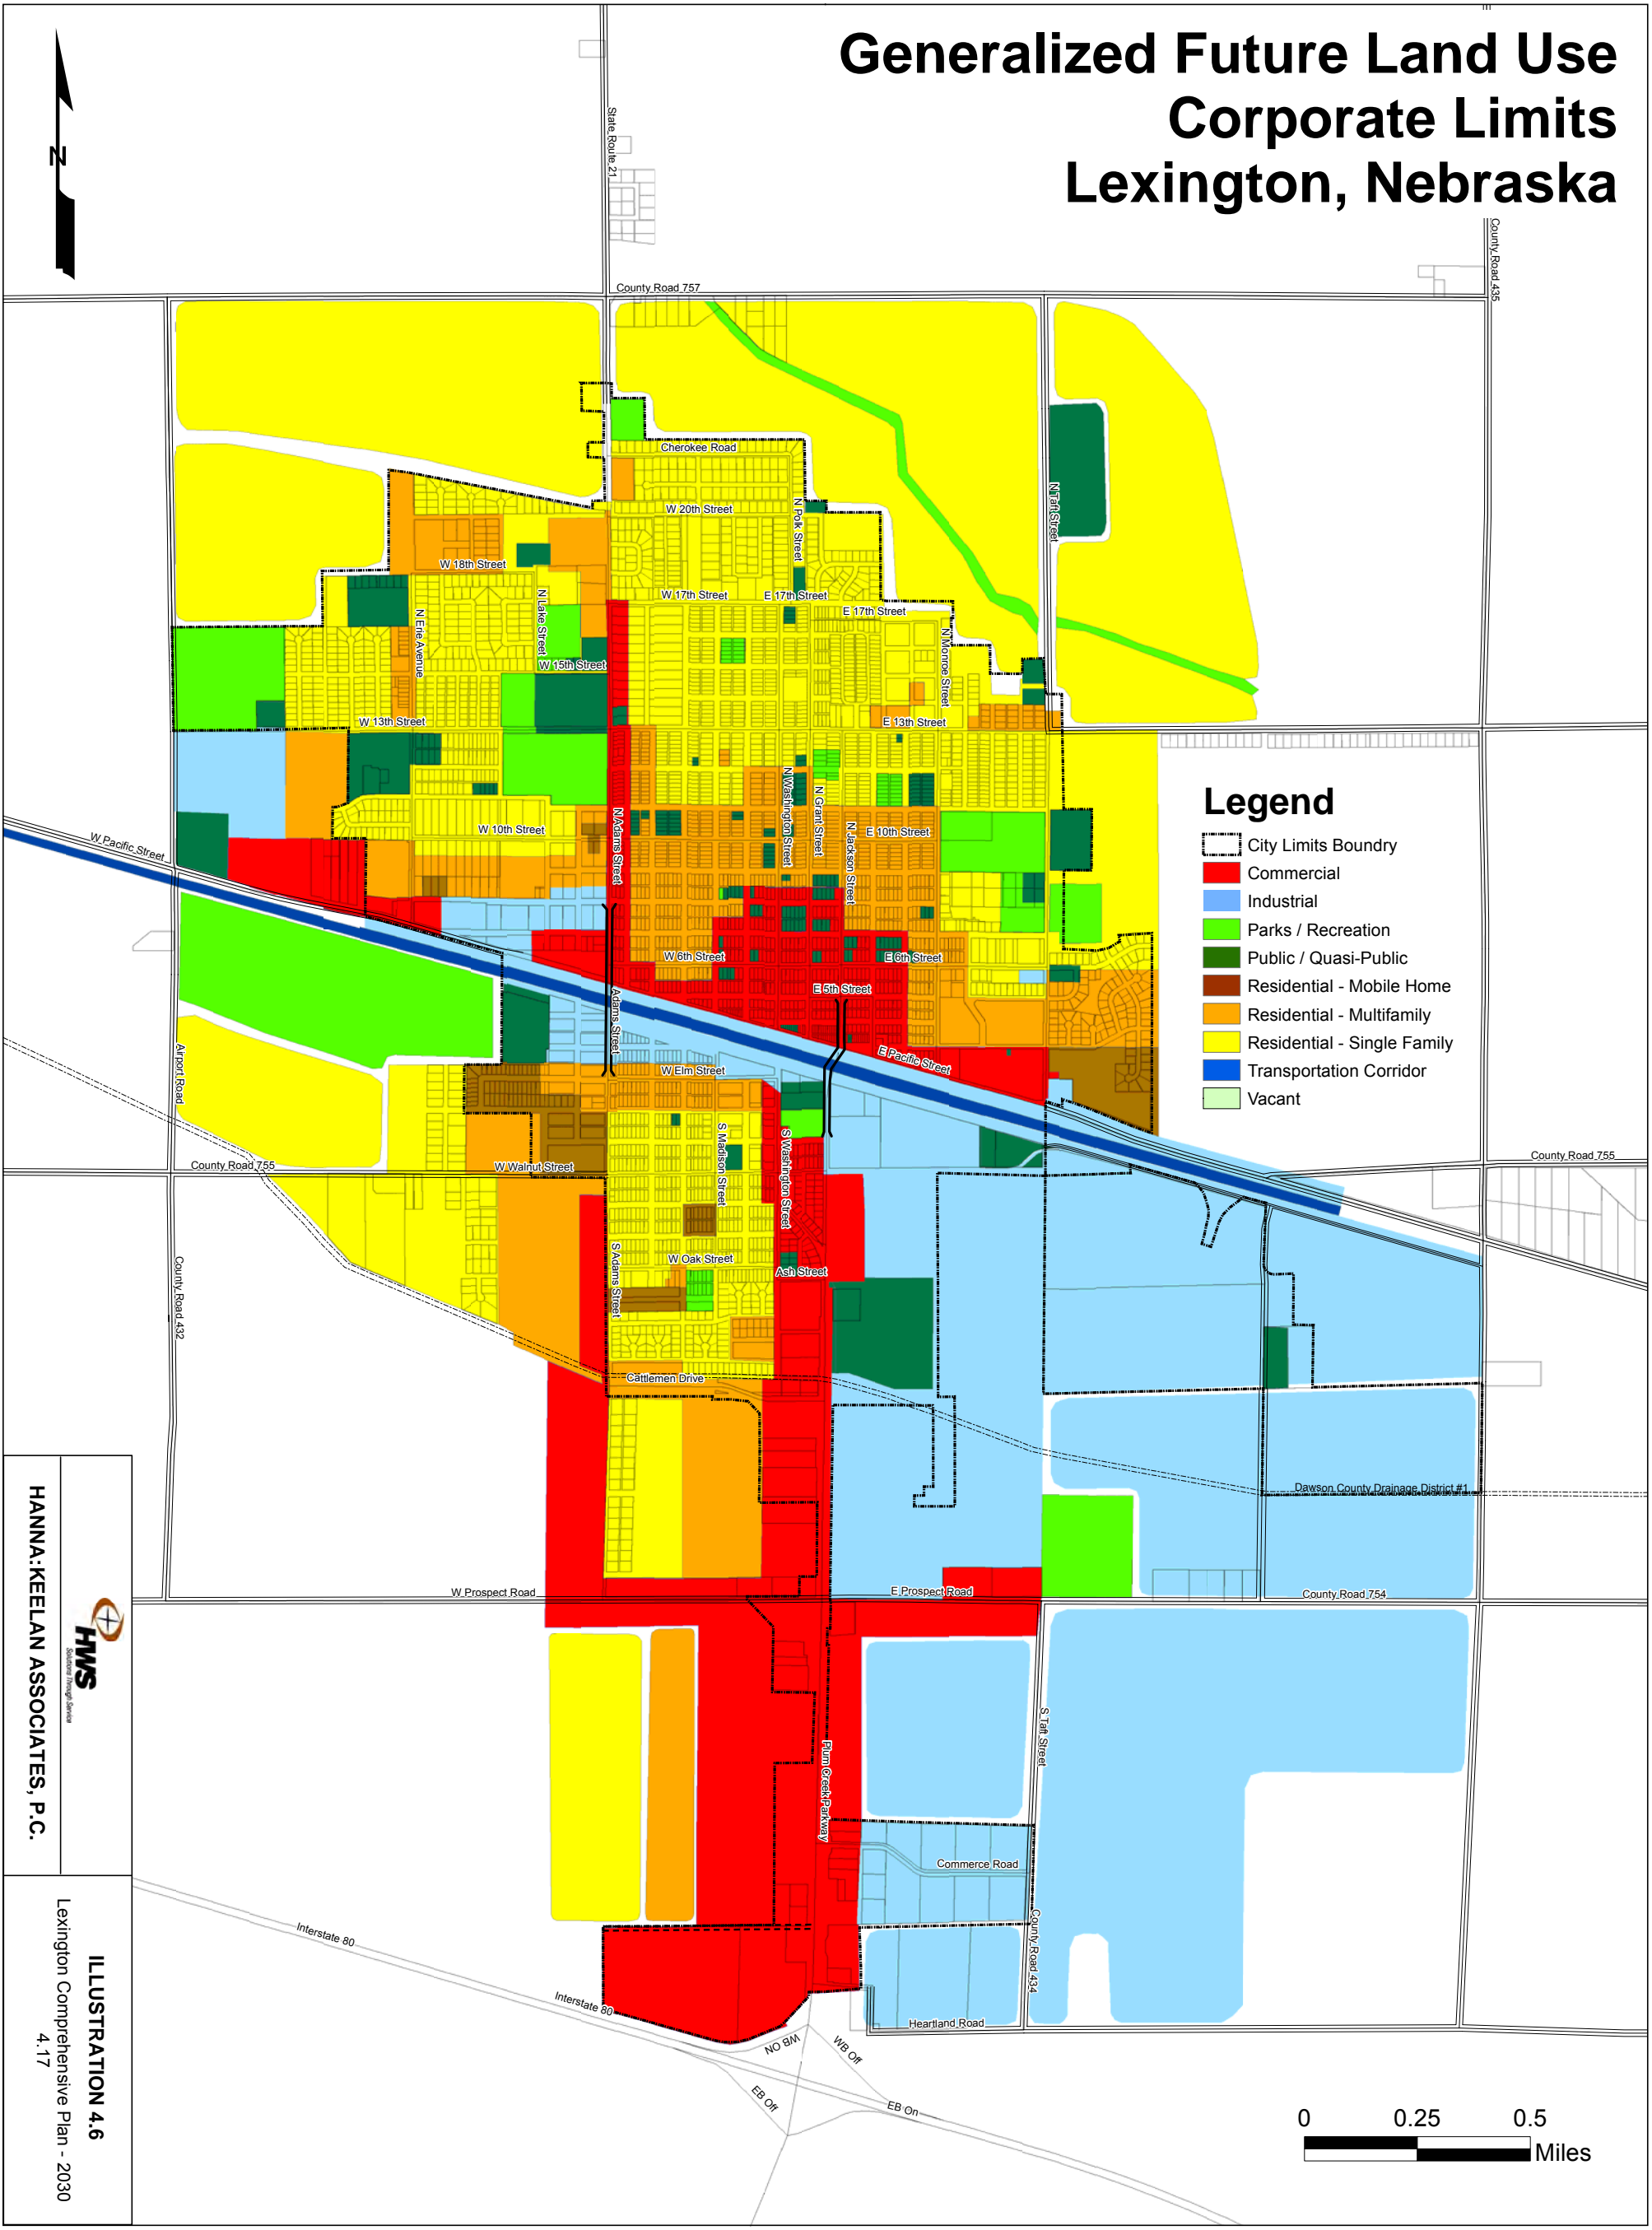 Generalized Future Land Use
Corporate Limits
Lexington, Nebraska
N
State Route 21
County Road 435
County Road 757
Cherokee Road
N Taft Street
W 20th Street
N Polk Street
W 18th Street
W 17th Street
E 17th Street
E 17th Street
N Lake Street
N Erie Avenue
N Monroe Street
W 15th Street
W 13th Street
E 13th Street
N Washington Street
N Grant Street
N Adams Street
N Jackson Street
W 10th Street
E 10th Street
W Pacific Street
W 6th Street
E 6th Street
E 5th Street
Adams Street
E Pacific Street
Airport Road
W Elm Street
S Madison Street
S Washington Street
County Road 755
W Walnut Street
County Road 755
S Adams Street
W Oak Street
Ash Street
County Road 432
Cattlemen Drive
Dawson County Drainage District #1
W Prospect Road
E Prospect Road
County Road 754
S Taft Street
Plum Creek Parkway
Commerce Road
County Road 434
Interstate 80
Interstate 80
Heartland Road
WB ON
WB Off
EB Off
EB On
Legend
City Limits Boundry
Commercial
Industrial
Parks / Recreation
Public / Quasi-Public
Residential - Mobile Home
Residential - Multifamily
Residential - Single Family
Transportation Corridor
Vacant
0 0.25 0.5
Miles
HWS
Solutions Through Service
HANNA:KEELAN ASSOCIATES, P.C.
ILLUSTRATION 4.6
Lexington Comprehensive Plan - 2030
4.17